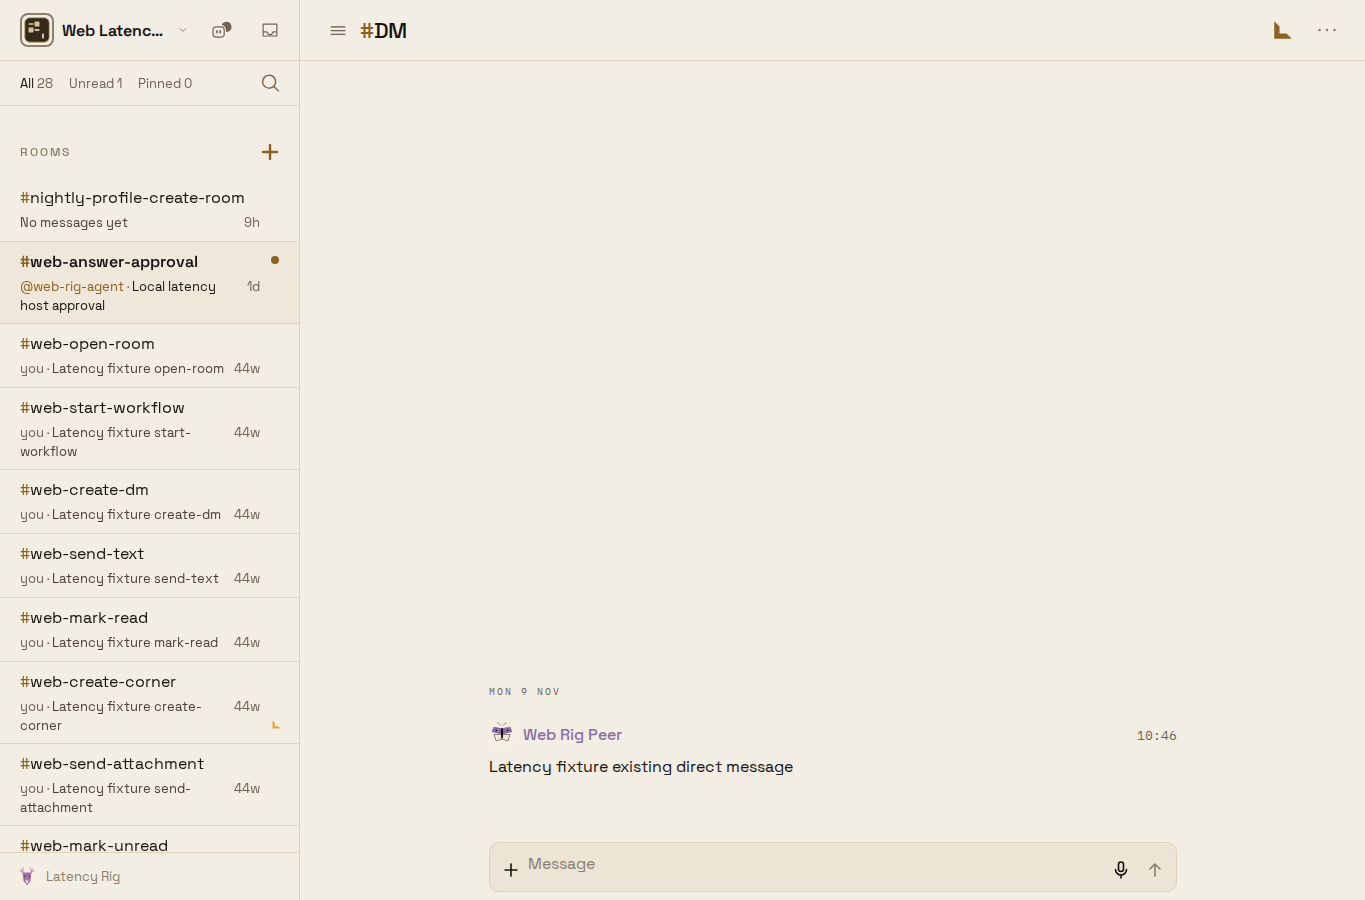 Web Latenc...
All 28 Unread 1 Pinned 0
ROOMS
#nightly-profile-create-room
No messages yet 9h
#web-answer-approval
@web-rig-agent · Local latency 1d
host approval
#web-open-room
you · Latency fixture open-room 44w
#web-start-workflow
you · Latency fixture start- 44w
workflow
#web-create-dm
you · Latency fixture create-dm 44w
#web-send-text
you · Latency fixture send-text 44w
#web-mark-read
you · Latency fixture mark-read 44w
#web-create-corner
you · Latency fixture create- 44w
corner
#web-send-attachment
you · Latency fixture send- 44w
attachment
#web-mark-unread
Latency Rig
#DM
MON 9 NOV
Web Rig Peer 10:46
Latency fixture existing direct message
Message